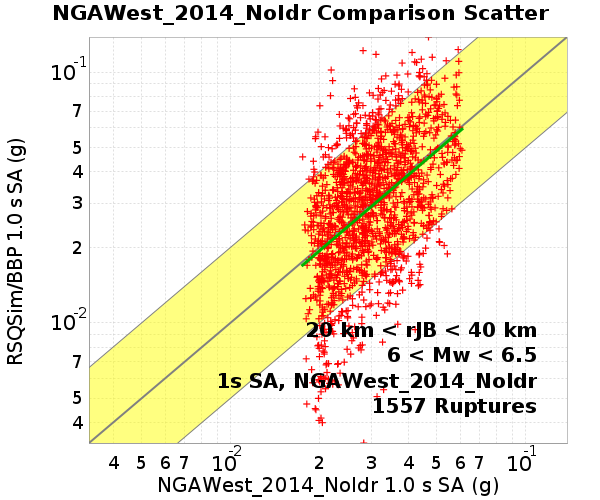 NGAWest_2014_NoIdr Comparison Scatter
RSQSim/BBP 1.0 s SA (g)
10⁻¹
7
5
4
3
2
10⁻²
7
5
4
20 km < rJB < 40 km
6 < Mw < 6.5
1s SA, NGAWest_2014_NoIdr
1557 Ruptures
4 5 6 7 10⁻² 2 3 4 5 6 7 10⁻¹
NGAWest_2014_NoIdr 1.0 s SA (g)